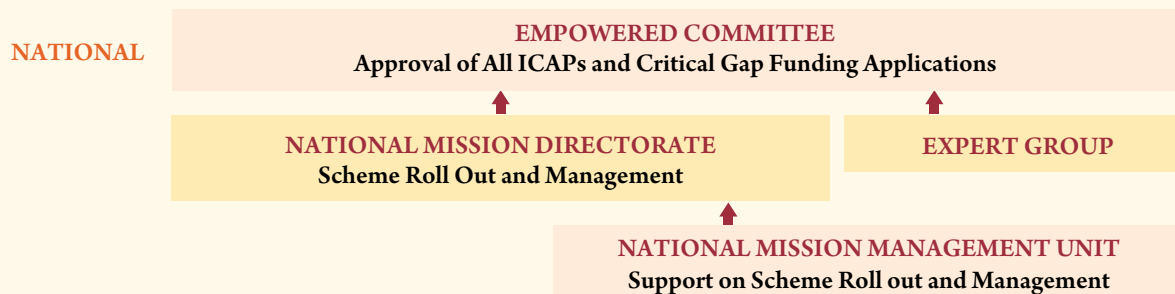 NATIONAL
EMPOWERED COMMITTEE
Approval of All ICAPs and Critical Gap Funding Applications
NATIONAL MISSION DIRECTORATE
Scheme Roll Out and Management
EXPERT GROUP
NATIONAL MISSION MANAGEMENT UNIT
Support on Scheme Roll out and Management